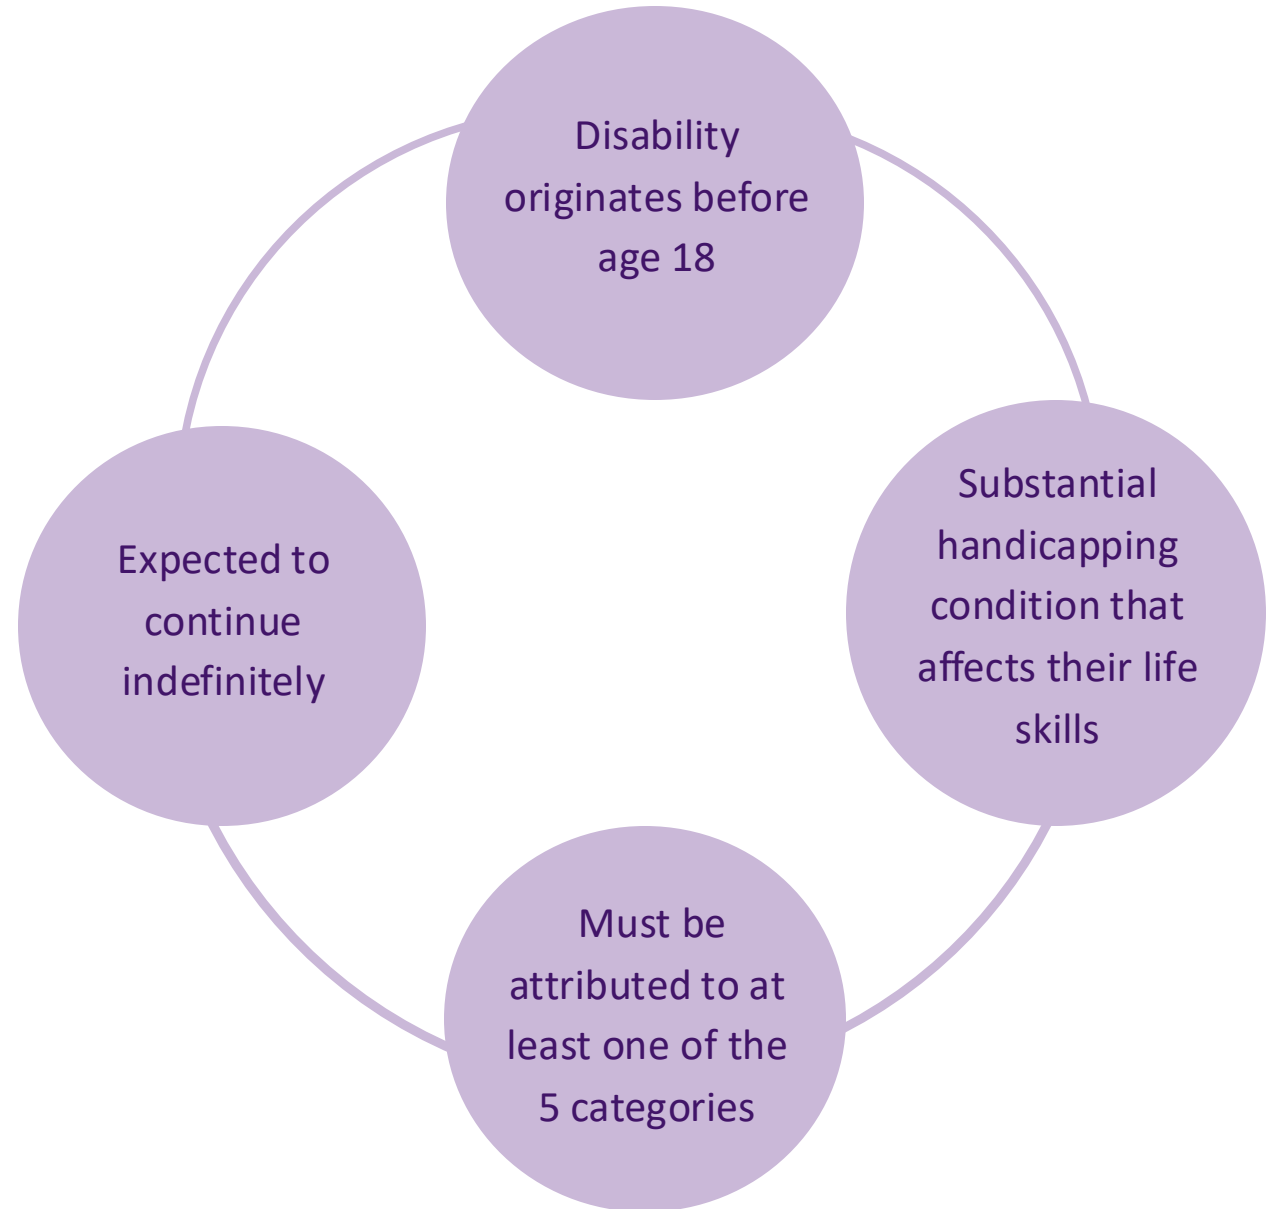 Disability
originates before
age 18
Substantial
handicapping
condition that
affects their life
skills
Must be
attributed to at
least one of the
5 categories
Expected to
continue
indefinitely